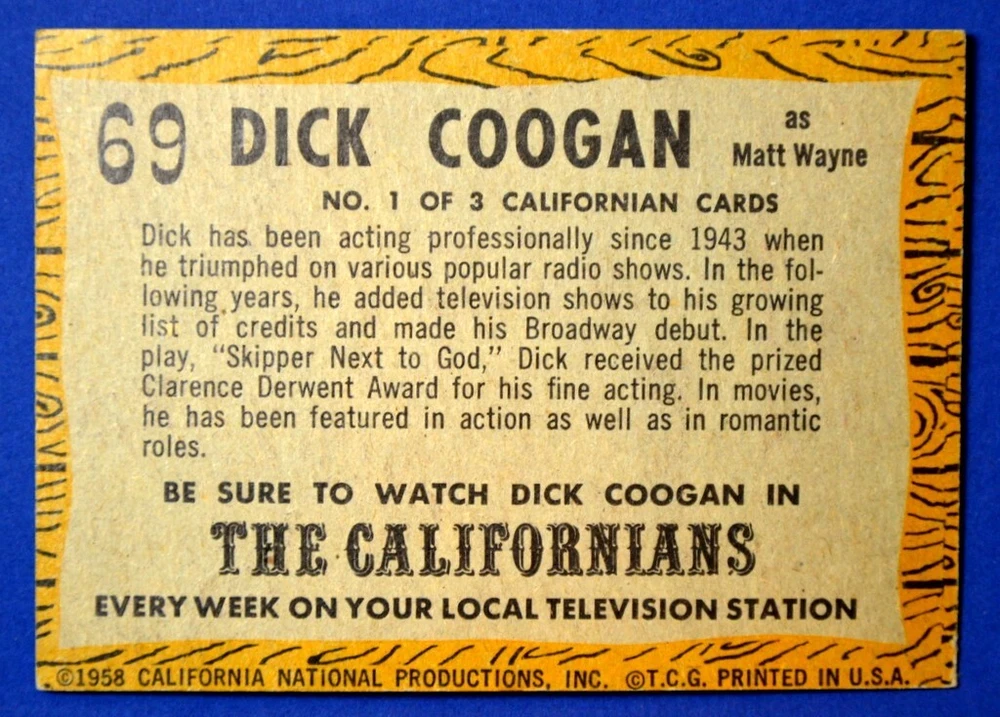 69 DICK COOGAN as
Matt Wayne
NO. 1 OF 3 CALIFORNIAN CARDS
Dick has been acting professionally since 1943 when
he triumphed on various popular radio shows. In the fol-
lowing years, he added television shows to his growing
list of credits and made his Broadway debut. In the
play, “Skipper Next to God,” Dick received the prized
Clarence Derwent Award for his fine acting. In movies,
he has been featured in action as well as in romantic
roles.
BE SURE TO WATCH DICK COOGAN IN
THE CALIFORNIANS
EVERY WEEK ON YOUR LOCAL TELEVISION STATION
©1958 CALIFORNIA NATIONAL PRODUCTIONS, INC. ©T.C.G. PRINTED IN U.S.A.